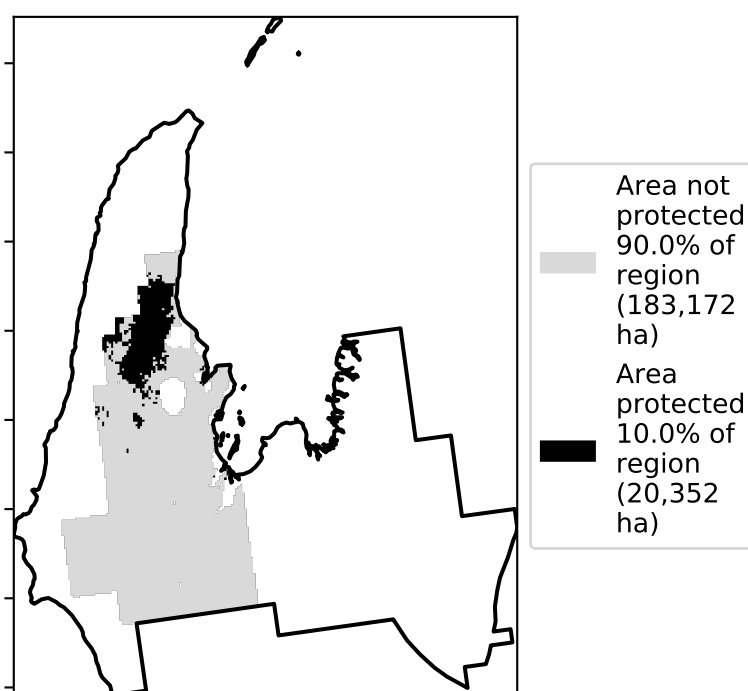 Area not
protected
90.0% of
region
(183,172
ha)
Area
protected
10.0% of
region
(20,352
ha)